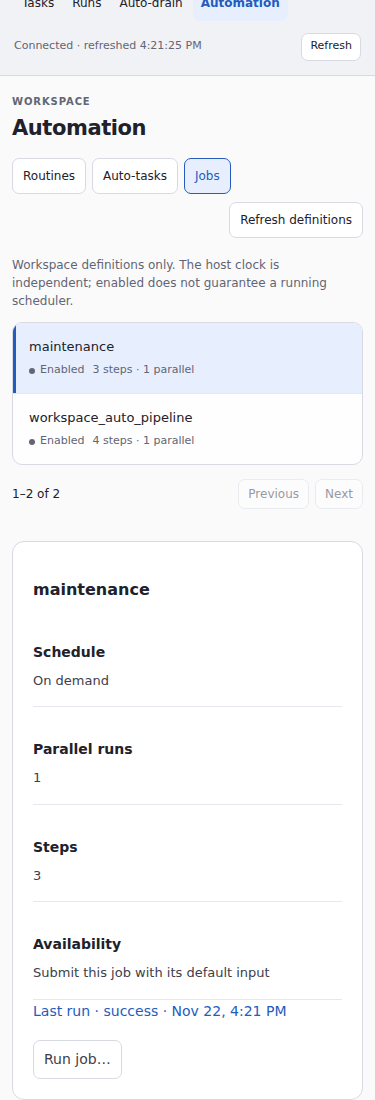 Tasks Runs Auto-drain Automation
Connected · refreshed 4:21:25 PM Refresh
WORKSPACE
Automation
Routines Auto-tasks Jobs
Refresh definitions
Workspace definitions only. The host clock is
independent; enabled does not guarantee a running
scheduler.
maintenance
Enabled 3 steps · 1 parallel
workspace_auto_pipeline
Enabled 4 steps · 1 parallel
1–2 of 2 Previous Next
maintenance
Schedule
On demand
Parallel runs
1
Steps
3
Availability
Submit this job with its default input
Last run · success · Nov 22, 4:21 PM
Run job…